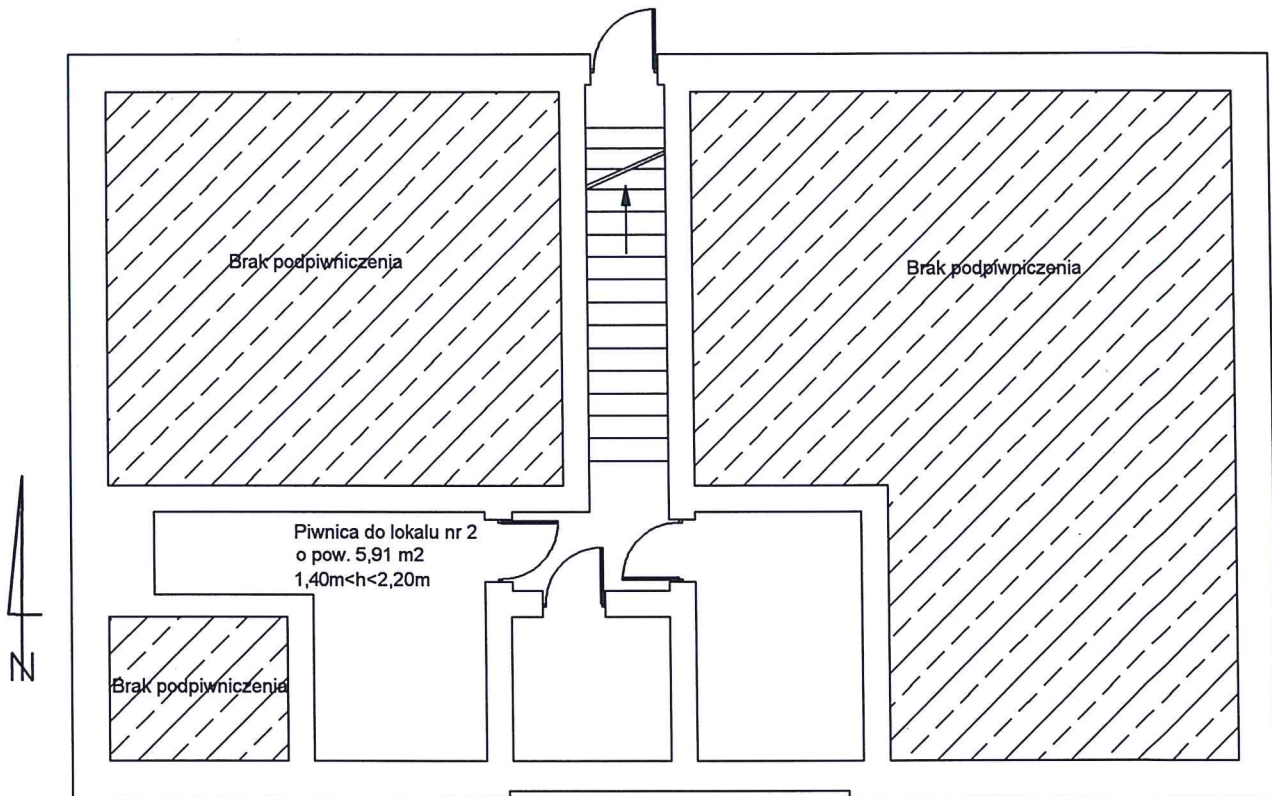 Brak podpiwniczenia
Brak podpiwniczenia
Piwnica do lokalu nr 2
o pow. 5,91 m2
1,40m<h<2,20m
N
Brak podpiwniczenia